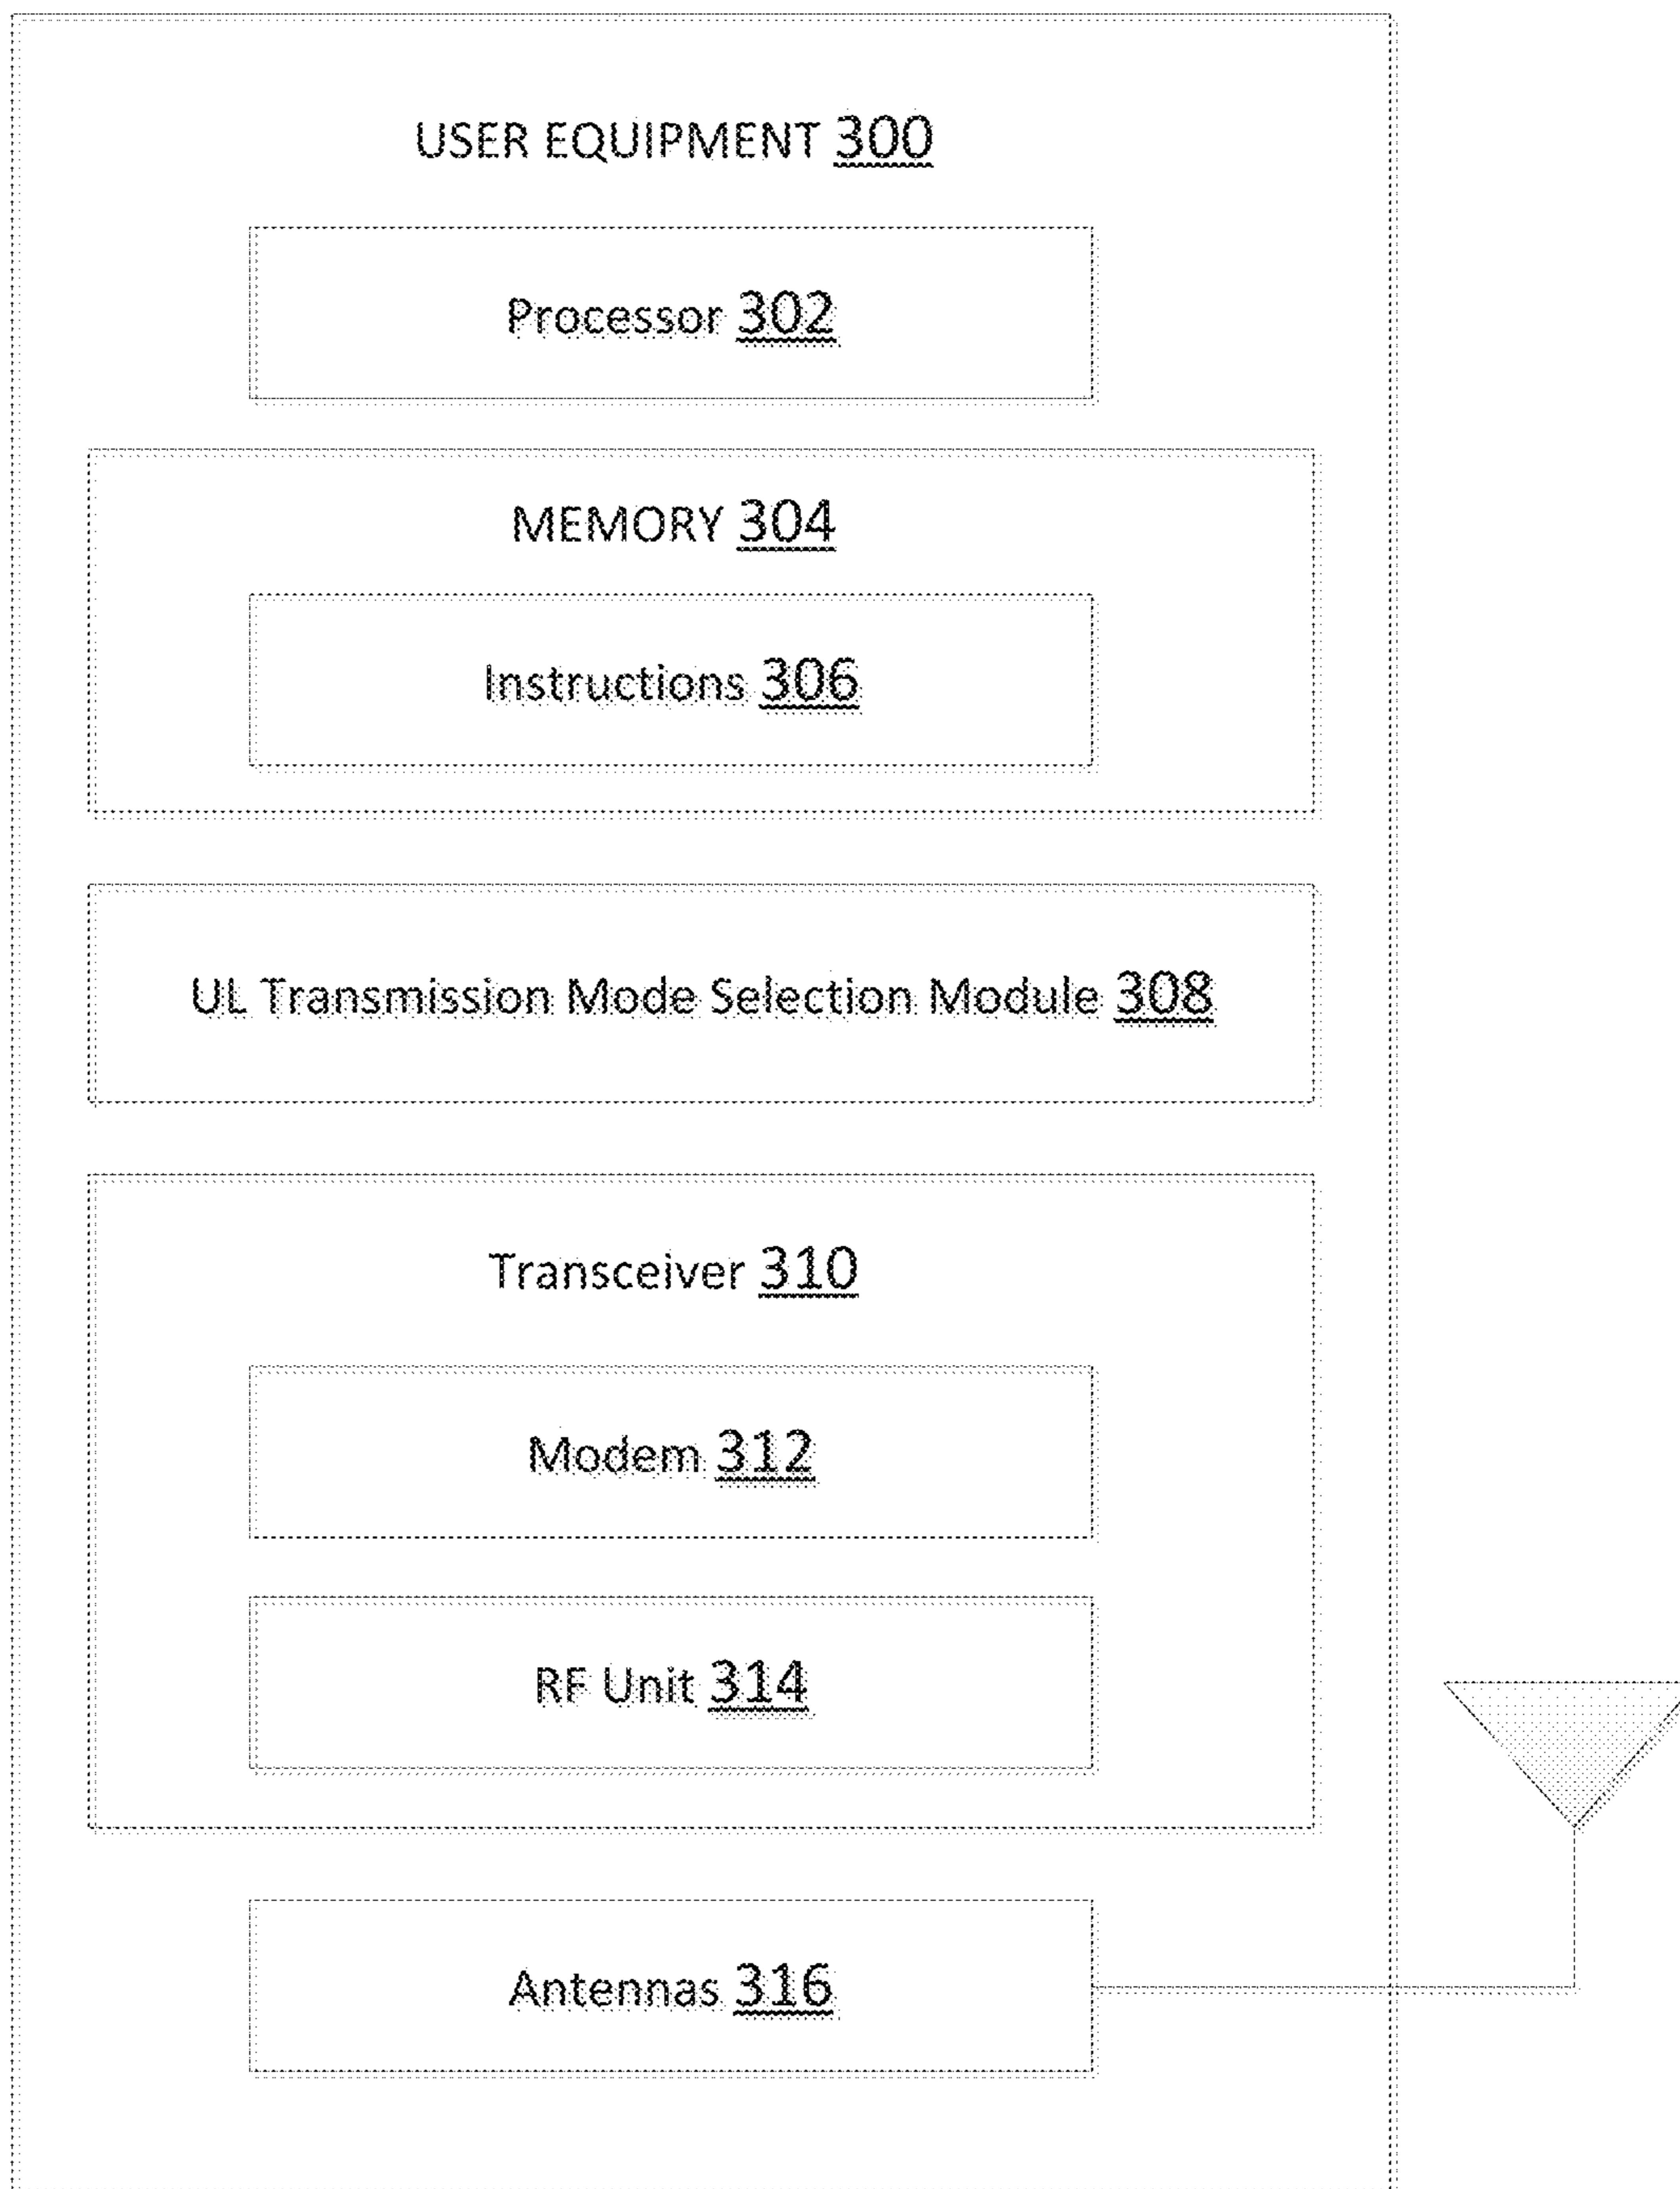 USER EQUIPMENT 300
Processor 302
MEMORY 304
Instructions 306
UL Transmission Mode Selection Module 308
Transceiver 310
Modem 312
RF Unit 314
Antennas 316